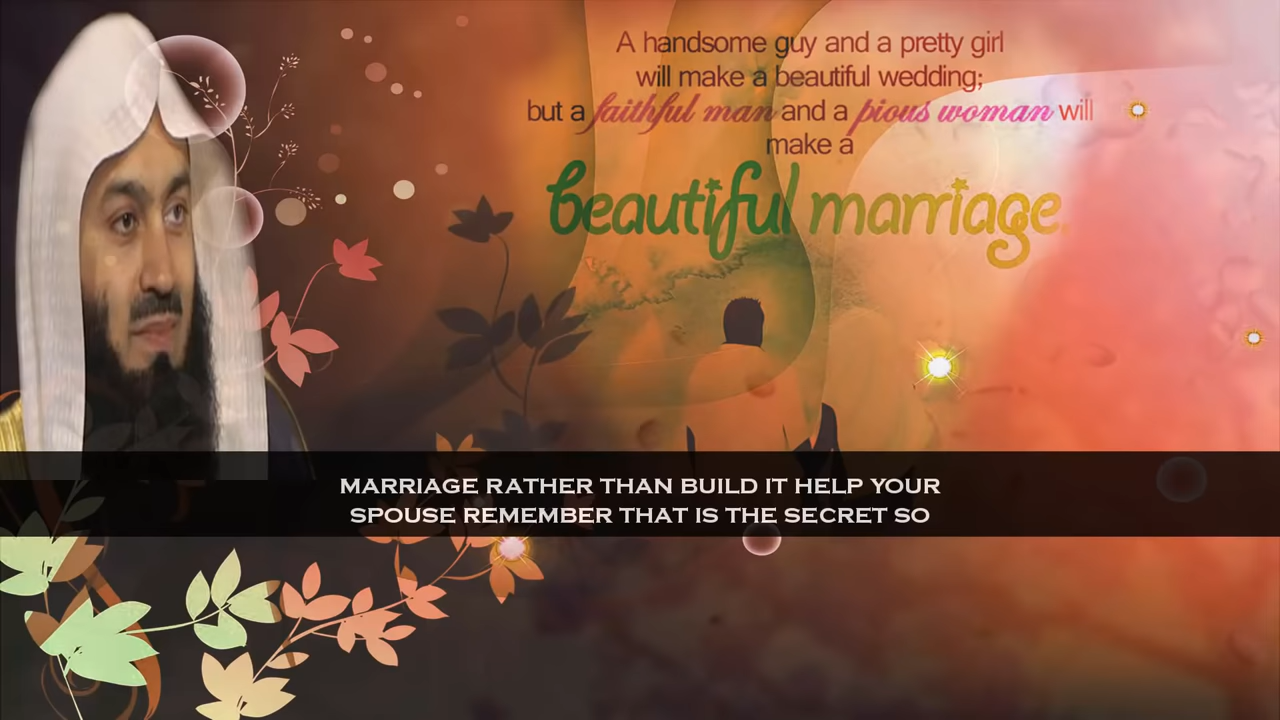 A handsome guy and a pretty girl
will make a beautiful wedding;
but a faithful man and a pious woman will
make a
beautiful marriage.
MARRIAGE RATHER THAN BUILD IT HELP YOUR
SPOUSE REMEMBER THAT IS THE SECRET SO